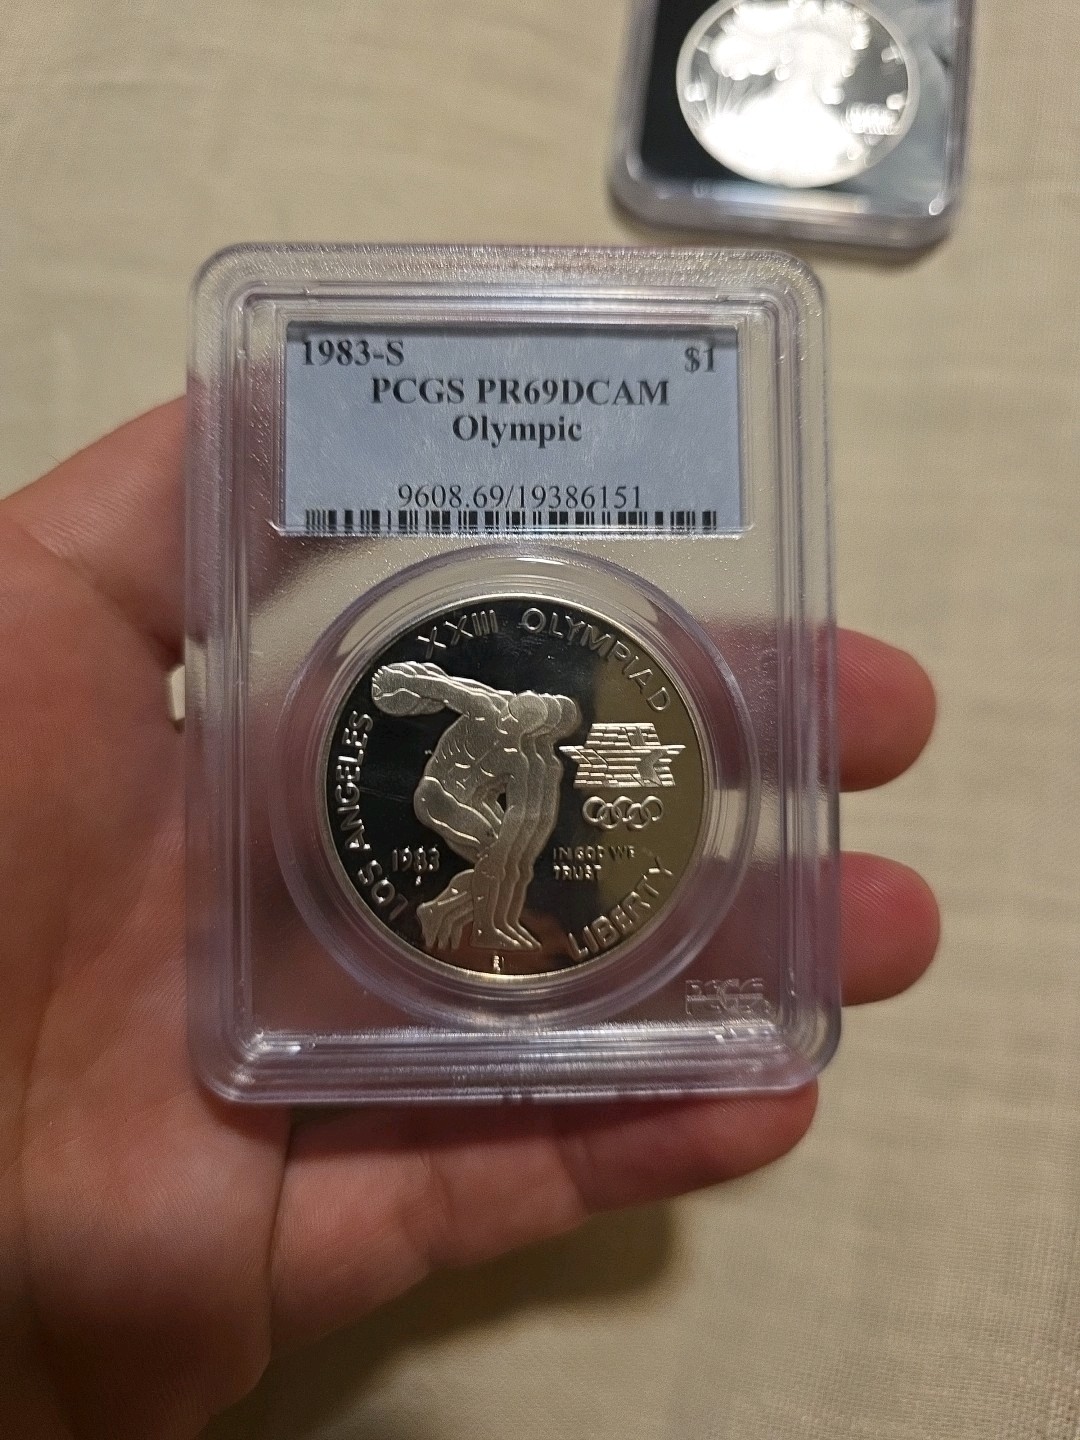 1983-S $1
PCGS PR69DCAM
Olympic
9608.69/19386151
XXIII OLYMPIAD
LOS ANGELES
1983
S
IN GOD WE
TRUST
LIBERTY
PCGS